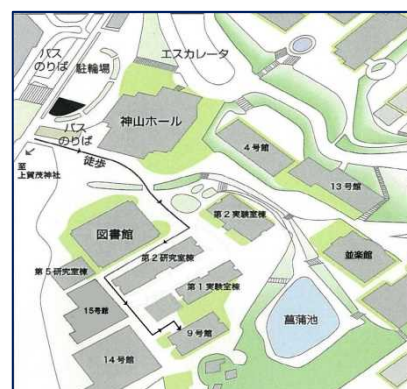 バス
のりば
駐輪場
エスカレータ
神山ホール
バス
のりば
徒歩
至
上賀茂神社
4号館
13号館
第2実験室棟
図書館
第2研究室棟
並楽館
第5研究室棟
第1実験室棟
15号館
9号館
菖蒲池
14号館